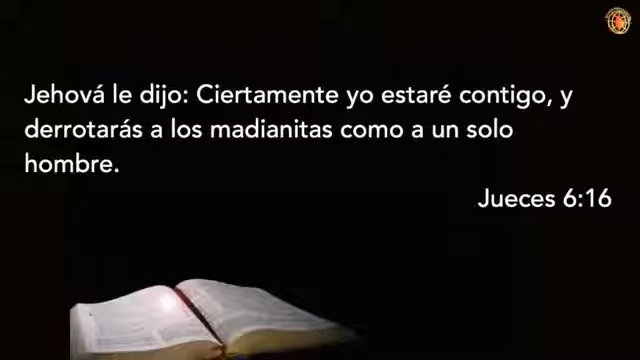 Jehová le dijo: Ciertamente yo estaré contigo, y
derrotarás a los madianitas como a un solo
hombre.
Jueces 6:16